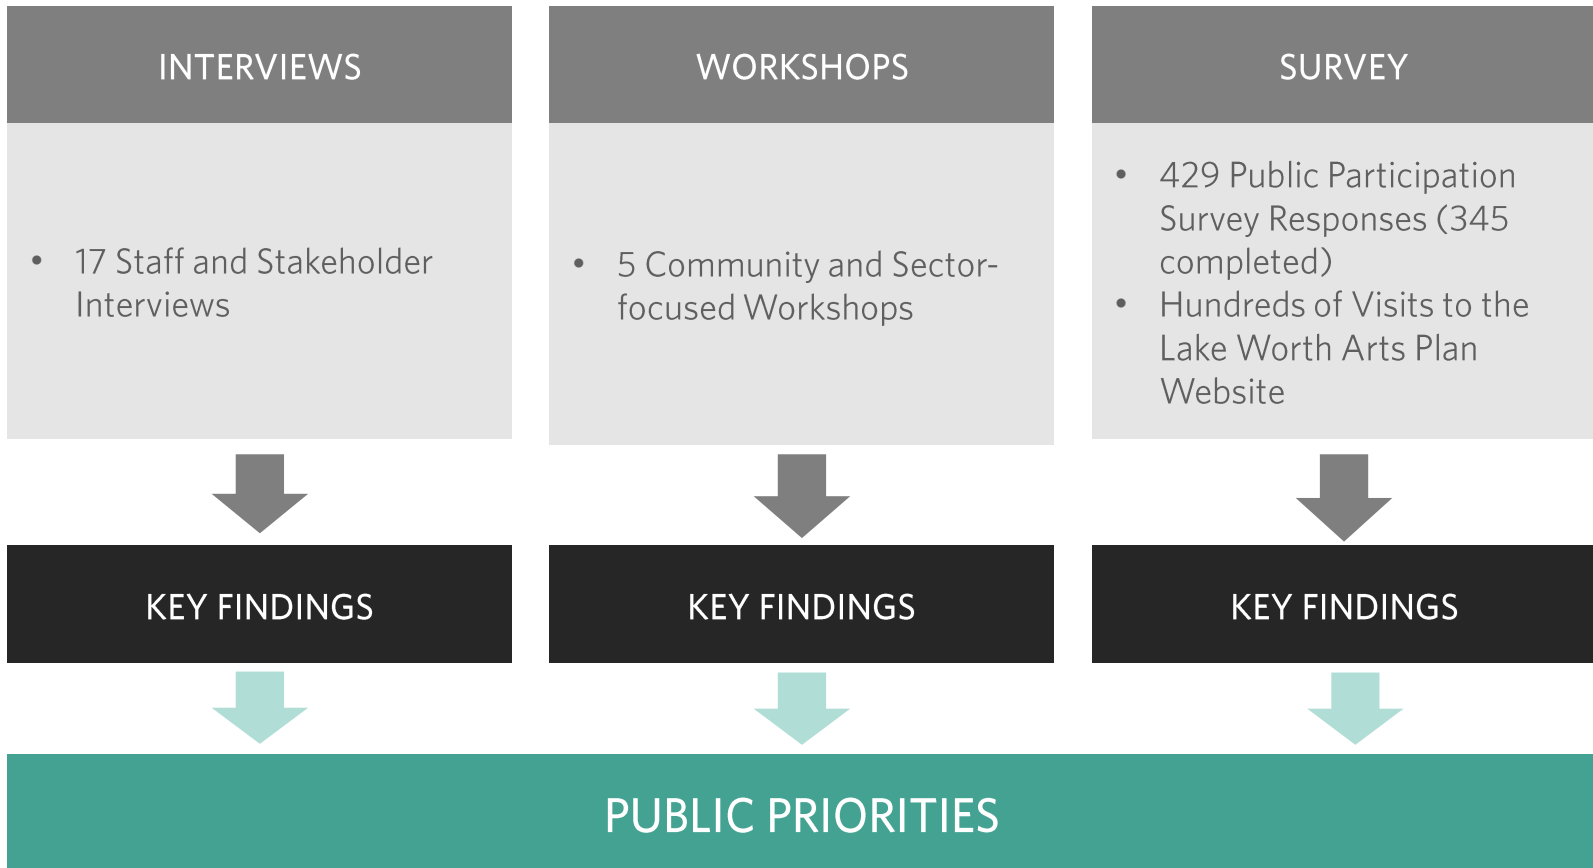 INTERVIEWS
• 17 Staff and Stakeholder
Interviews
WORKSHOPS
• 5 Community and Sector-
focused Workshops
SURVEY
• 429 Public Participation
Survey Responses (345
completed)
• Hundreds of Visits to the
Lake Worth Arts Plan
Website
KEY FINDINGS
KEY FINDINGS
KEY FINDINGS
PUBLIC PRIORITIES